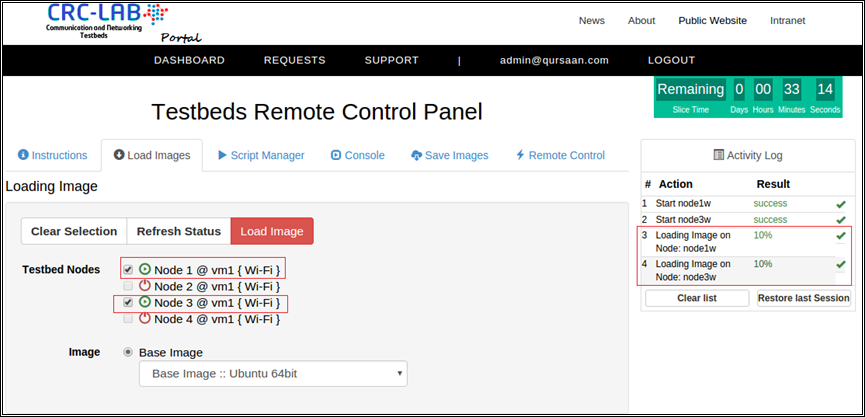 CRC-LAB
Communication and Networking
Testbeds
Portal
News About Public Website Intranet
DASHBOARD REQUESTS SUPPORT | admin@qursaan.com LOGOUT
Remaining 0 00 33 14
Slice Time Days Hours Minutes Seconds
Testbeds Remote Control Panel
Instructions Load Images Script Manager Console Save Images Remote Control
Loading Image
Clear Selection Refresh Status Load Image
Testbed Nodes
Node 1 @ vm1 { Wi-Fi }
Node 2 @ vm1 { Wi-Fi }
Node 3 @ vm1 { Wi-Fi }
Node 4 @ vm1 { Wi-Fi }
Image Base Image
Base Image :: Ubuntu 64bit
Activity Log
# Action Result
1 Start node1w success
2 Start node3w success
3 Loading Image on 10%
Node: node1w
4 Loading Image on 10%
Node: node3w
Clear list Restore last Session